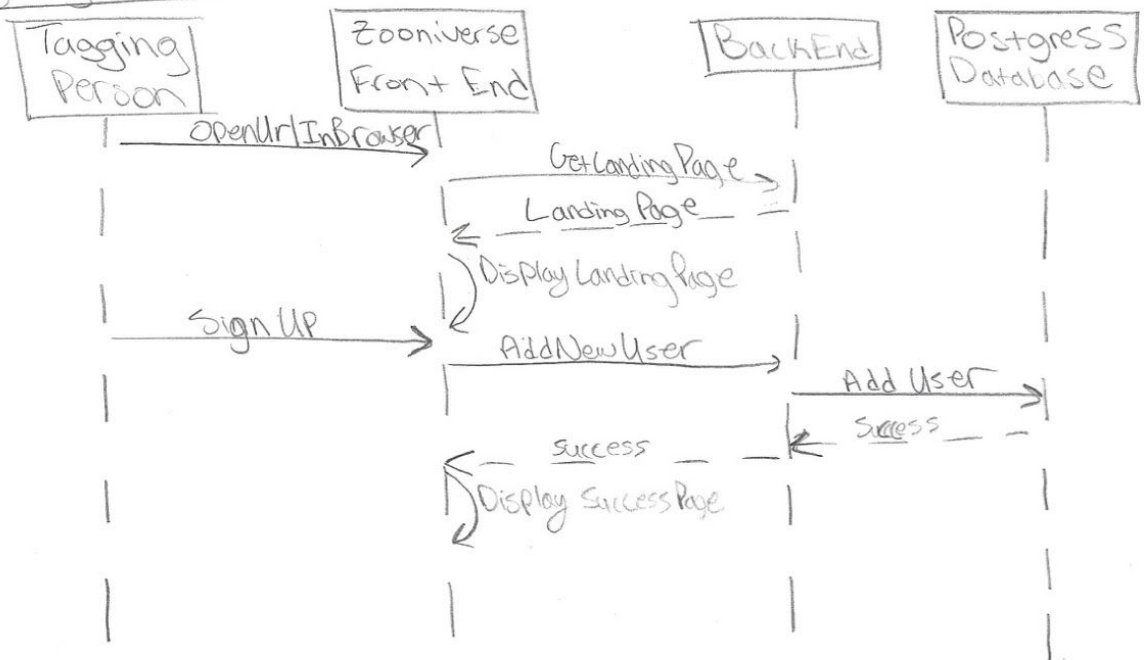 Tagging
Person
Zooniverse
Front End
BackEnd
Postgress
Database
OpenUrlInBrowser
GetLandingPage
Landing Page
Display Landing Page
Sign Up
AddNewUser
Add User
Success
success
Display Success Page